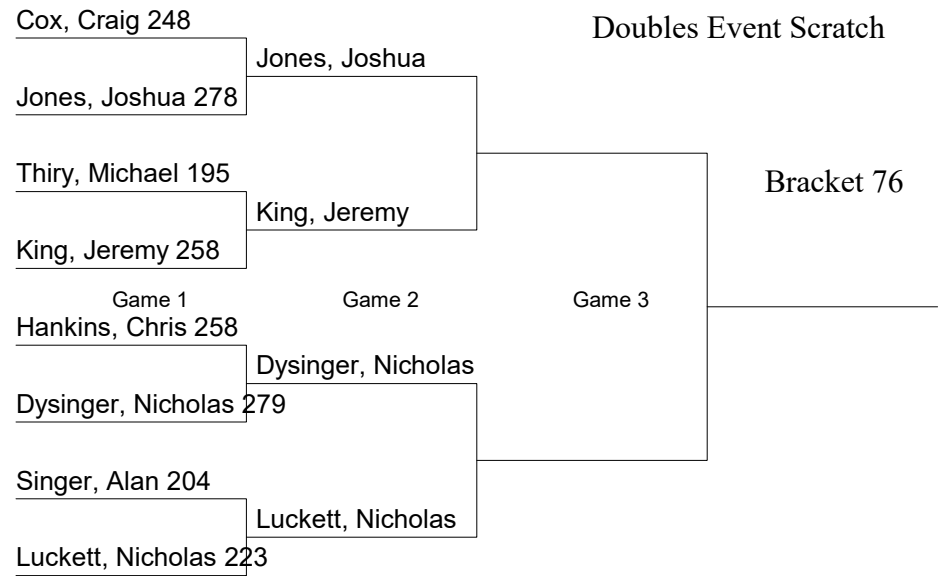 Cox, Craig 248
Doubles Event Scratch
Jones, Joshua
Jones, Joshua 278
Thiry, Michael 195
Bracket 76
King, Jeremy
King, Jeremy 258
Game 1
Game 2
Game 3
Hankins, Chris 258
Dysinger, Nicholas
Dysinger, Nicholas 279
Singer, Alan 204
Luckett, Nicholas
Luckett, Nicholas 223